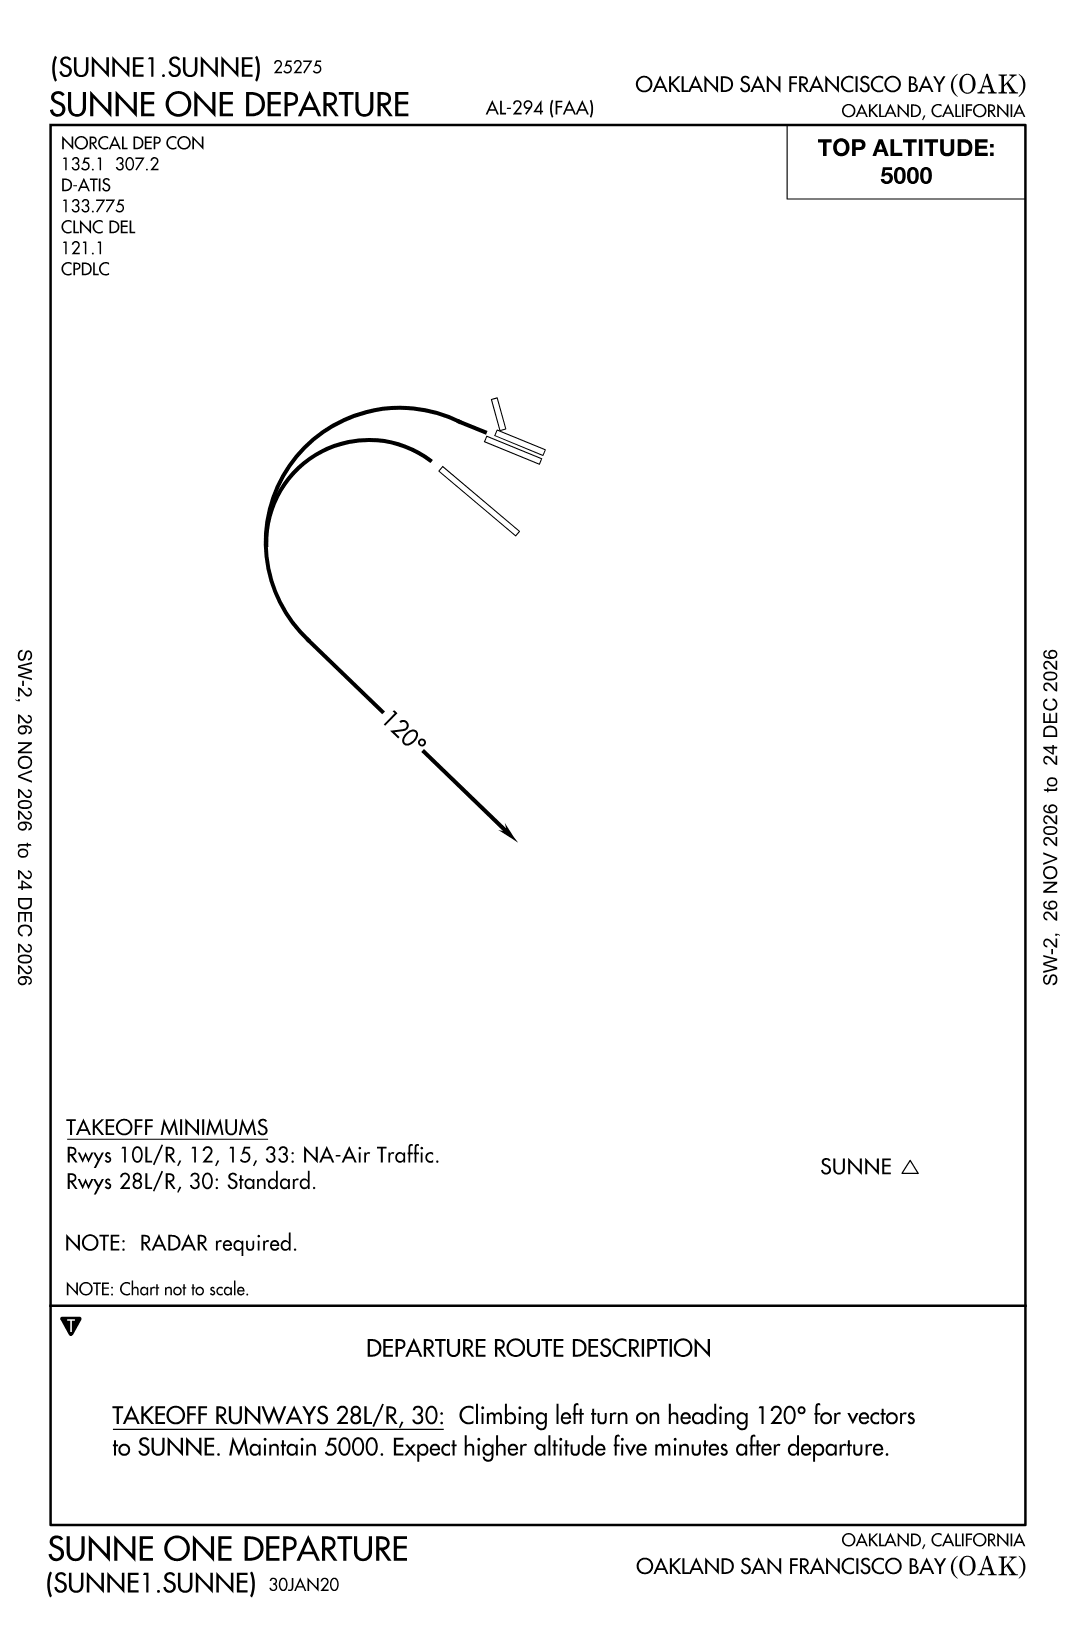 (SUNNE1.SUNNE) 25275
SUNNE ONE DEPARTURE
AL-294 (FAA)
OAKLAND SAN FRANCISCO BAY (OAK)
OAKLAND, CALIFORNIA
NORCAL DEP CON
135.1 307.2
D-ATIS
133.775
CLNC DEL
121.1
CPDLC
TOP ALTITUDE:
5000
SW-2, 26 NOV 2026 to 24 DEC 2026
SW-2, 26 NOV 2026 to 24 DEC 2026
120°
TAKEOFF MINIMUMS
Rwys 10L/R, 12, 15, 33: NA-Air Traffic.
Rwys 28L/R, 30: Standard.
SUNNE
NOTE: RADAR required.
NOTE: Chart not to scale.
T
DEPARTURE ROUTE DESCRIPTION
TAKEOFF RUNWAYS 28L/R, 30: Climbing left turn on heading 120° for vectors
to SUNNE. Maintain 5000. Expect higher altitude five minutes after departure.
SUNNE ONE DEPARTURE
(SUNNE1.SUNNE) 30JAN20
OAKLAND, CALIFORNIA
OAKLAND SAN FRANCISCO BAY (OAK)